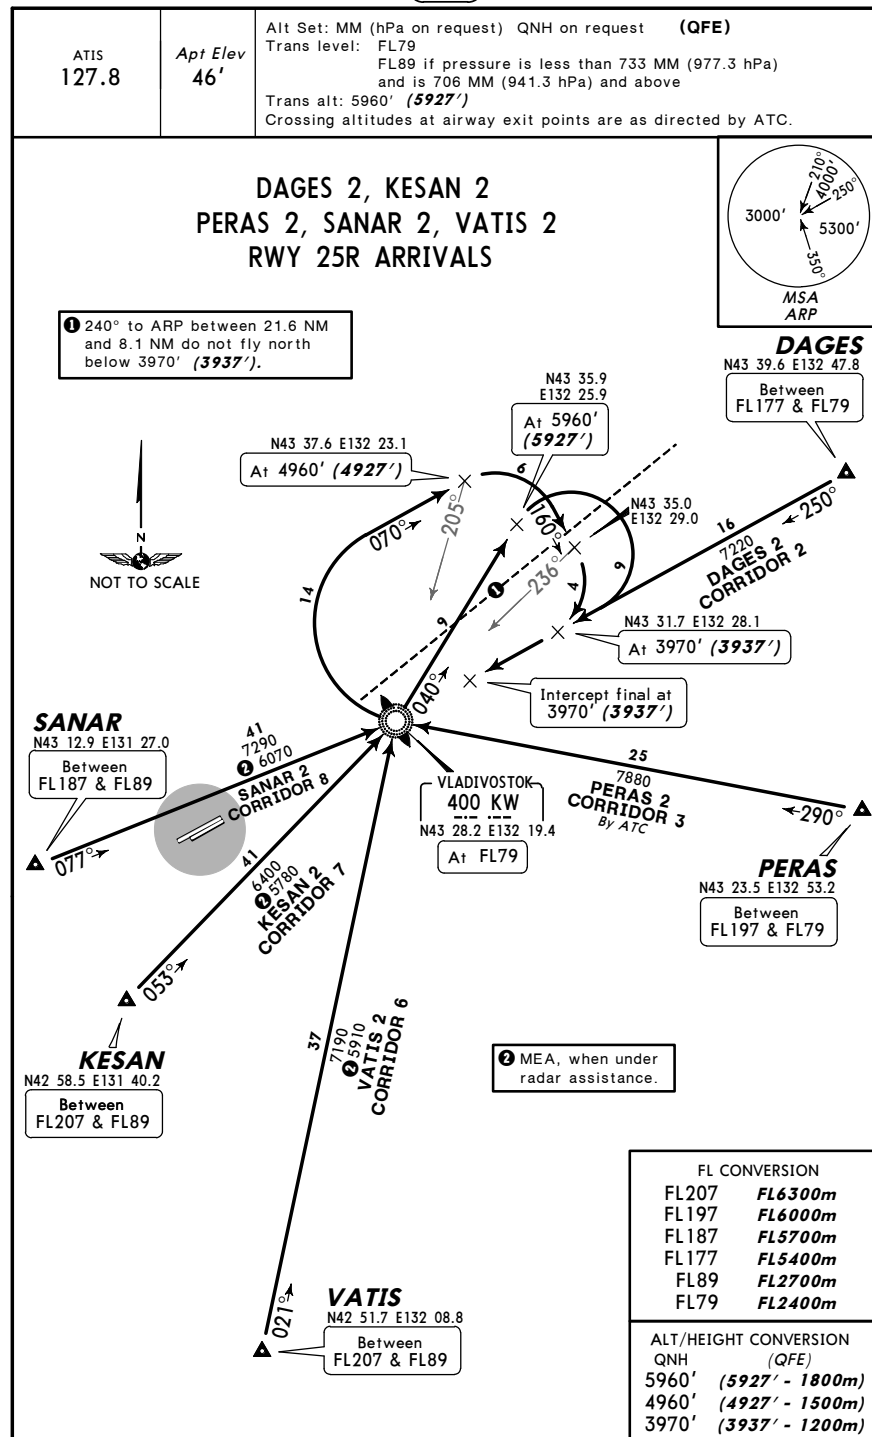 ATIS
127.8
Apt Elev
46'
Alt Set: MM (hPa on request) QNH on request (QFE)
Trans level: FL79
FL89 if pressure is less than 733 MM (977.3 hPa)
and is 706 MM (941.3 hPa) and above
Trans alt: 5960' (5927')
Crossing altitudes at airway exit points are as directed by ATC.
DAGES 2, KESAN 2
PERAS 2, SANAR 2, VATIS 2
RWY 25R ARRIVALS
210°
4000'
250°
3000'
5300'
350°
MSA
ARP
1 240° to ARP between 21.6 NM
and 8.1 NM do not fly north
below 3970' (3937').
DAGES
N43 39.6 E132 47.8
Between
FL177 & FL79
N43 35.9
E132 25.9
At 5960'
(5927')
N43 37.6 E132 23.1
At 4960' (4927')
N
NOT TO SCALE
070°
205°
6
160°
N43 35.0
E132 29.0
236°
4
9
1
250°
16
7220
DAGES 2
CORRIDOR 2
14
9
040°
N43 31.7 E132 28.1
At 3970' (3937')
Intercept final at
3970' (3937')
SANAR
N43 12.9 E131 27.0
Between
FL187 & FL89
077°
41
7290
2 6070
SANAR 2
CORRIDOR 8
VLADIVOSTOK
400 KW
N43 28.2 E132 19.4
At FL79
25
7880
PERAS 2
CORRIDOR 3
By ATC
290°
PERAS
N43 23.5 E132 53.2
Between
FL197 & FL79
41
6400
2 5780
KESAN 2
CORRIDOR 7
053°
KESAN
N42 58.5 E131 40.2
Between
FL207 & FL89
37
7190
2 5910
VATIS 2
CORRIDOR 6
2 MEA, when under
radar assistance.
021°
VATIS
N42 51.7 E132 08.8
Between
FL207 & FL89
FL CONVERSION
FL207 FL6300m
FL197 FL6000m
FL187 FL5700m
FL177 FL5400m
FL89 FL2700m
FL79 FL2400m
ALT/HEIGHT CONVERSION
QNH (QFE)
5960' (5927' - 1800m)
4960' (4927' - 1500m)
3970' (3937' - 1200m)